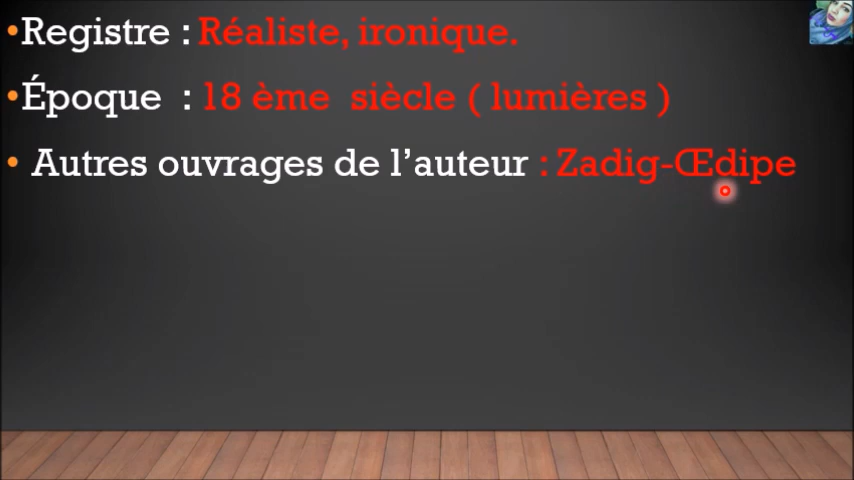 •Registre : Réaliste, ironique.
•Époque : 18 ème siècle ( lumières )
• Autres ouvrages de l'auteur : Zadig-Œdipe